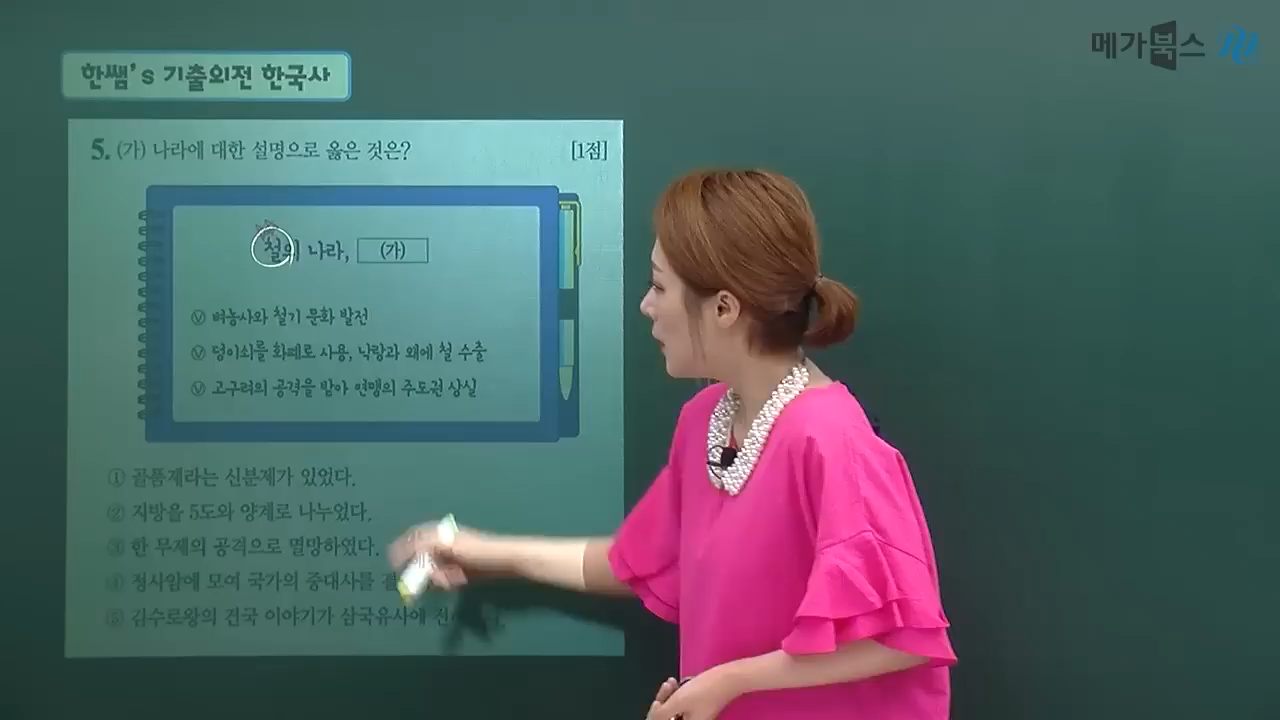 메가북스 M
한쌤's 기출외전 한국사
5. (가) 나라에 대한 설명으로 옳은 것은? [1점]
철의 나라, (가)
Ⓥ 벼농사와 철기 문화 발전
Ⓥ 덩이쇠를 화폐로 사용, 낙랑과 왜에 철 수출
Ⓥ 고구려의 공격을 받아 연맹의 주도권 상실
① 골품제라는 신분제가 있었다.
② 지방을 5도와 양계로 나누었다.
③ 한 무제의 공격으로 멸망하였다.
④ 정사암에 모여 국가의 중대사를
⑤ 김수로왕의 건국 이야기가 삼국유사에